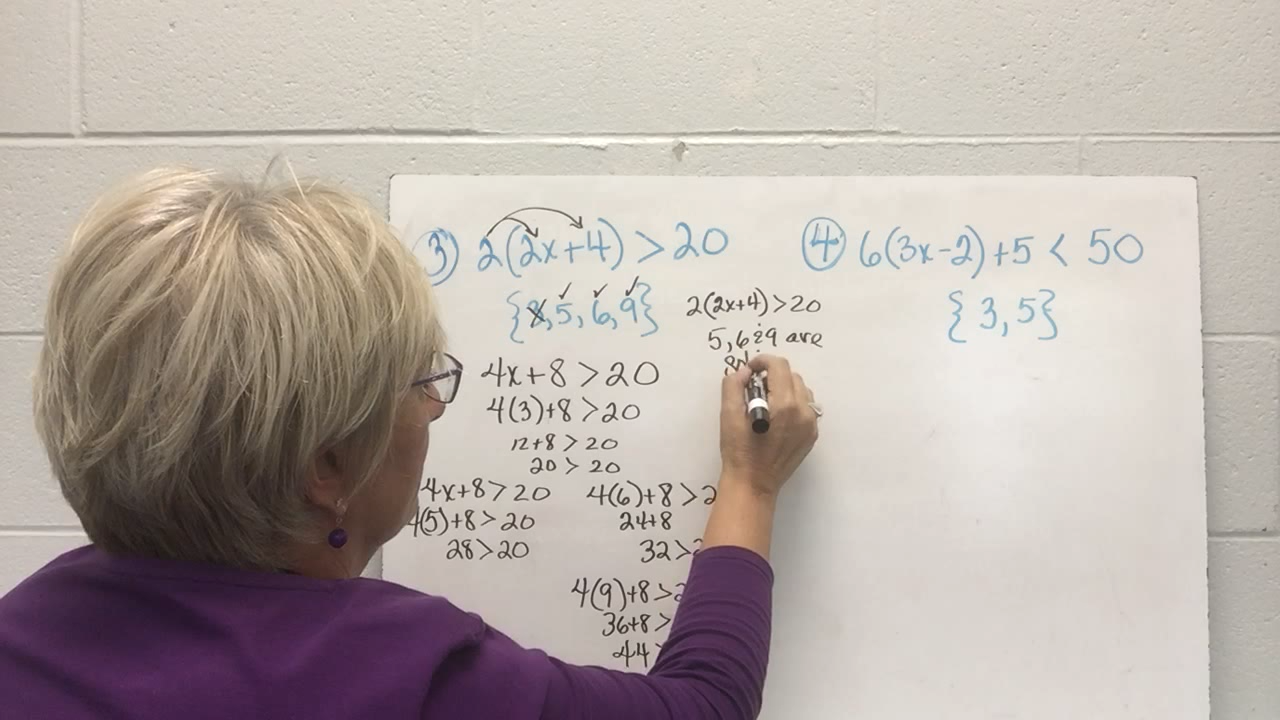 3 2(2x+4) > 20
{3,5,6,9}
2(2x+4)>20
5, 6 & 9 are
4x+8 > 20
4(3)+8 > 20
12+8 > 20
20 > 20
4x+8 > 20
4(5)+8 > 20
28 > 20
4(6)+8 > 2
24+8
32 >
4(9)+8 >
36+8 >
44
4 6(3x-2)+5 < 50
{3,5}